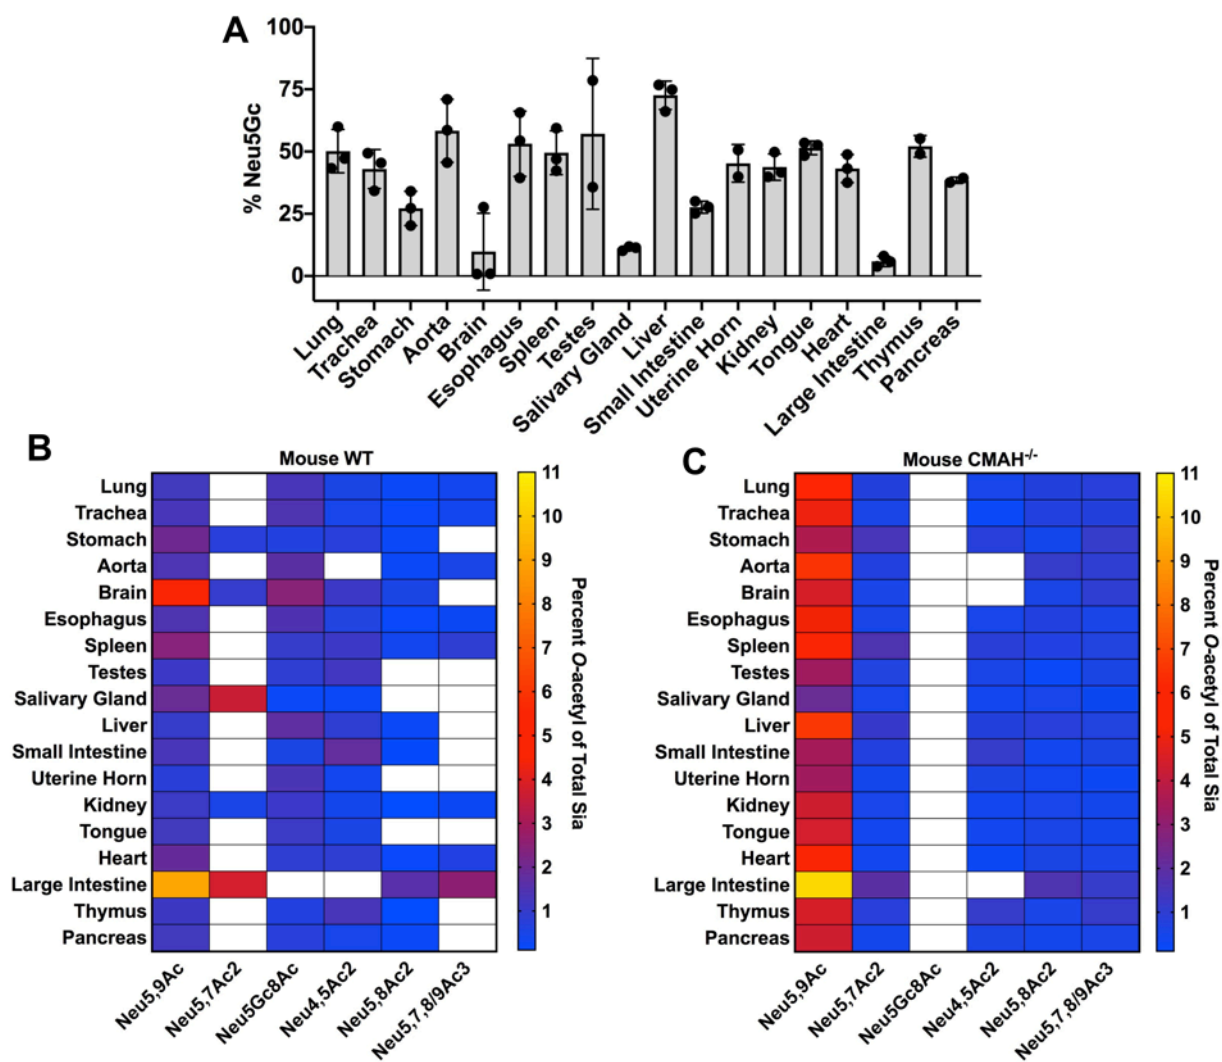 A
100
75
50
25
0
% Neu5Gc
Lung
Trachea
Stomach
Aorta
Brain
Esophagus
Spleen
Testes
Salivary Gland
Liver
Small Intestine
Uterine Horn
Kidney
Tongue
Heart
Large Intestine
Thymus
Pancreas
B
Mouse WT
Lung
Trachea
Stomach
Aorta
Brain
Esophagus
Spleen
Testes
Salivary Gland
Liver
Small Intestine
Uterine Horn
Kidney
Tongue
Heart
Large Intestine
Thymus
Pancreas
Neu5,9Ac
Neu5,7Ac2
Neu5Gc8Ac
Neu4,5Ac2
Neu5,8Ac2
Neu5,7,8/9Ac3
11
10
9
8
7
6
5
4
3
2
1
Percent O-acetyl of Total Sia
C
Mouse CMAH-/-
Lung
Trachea
Stomach
Aorta
Brain
Esophagus
Spleen
Testes
Salivary Gland
Liver
Small Intestine
Uterine Horn
Kidney
Tongue
Heart
Large Intestine
Thymus
Pancreas
Neu5,9Ac
Neu5,7Ac2
Neu5Gc8Ac
Neu4,5Ac2
Neu5,8Ac2
Neu5,7,8/9Ac3
11
10
9
8
7
6
5
4
3
2
1
Percent O-acetyl of Total Sia